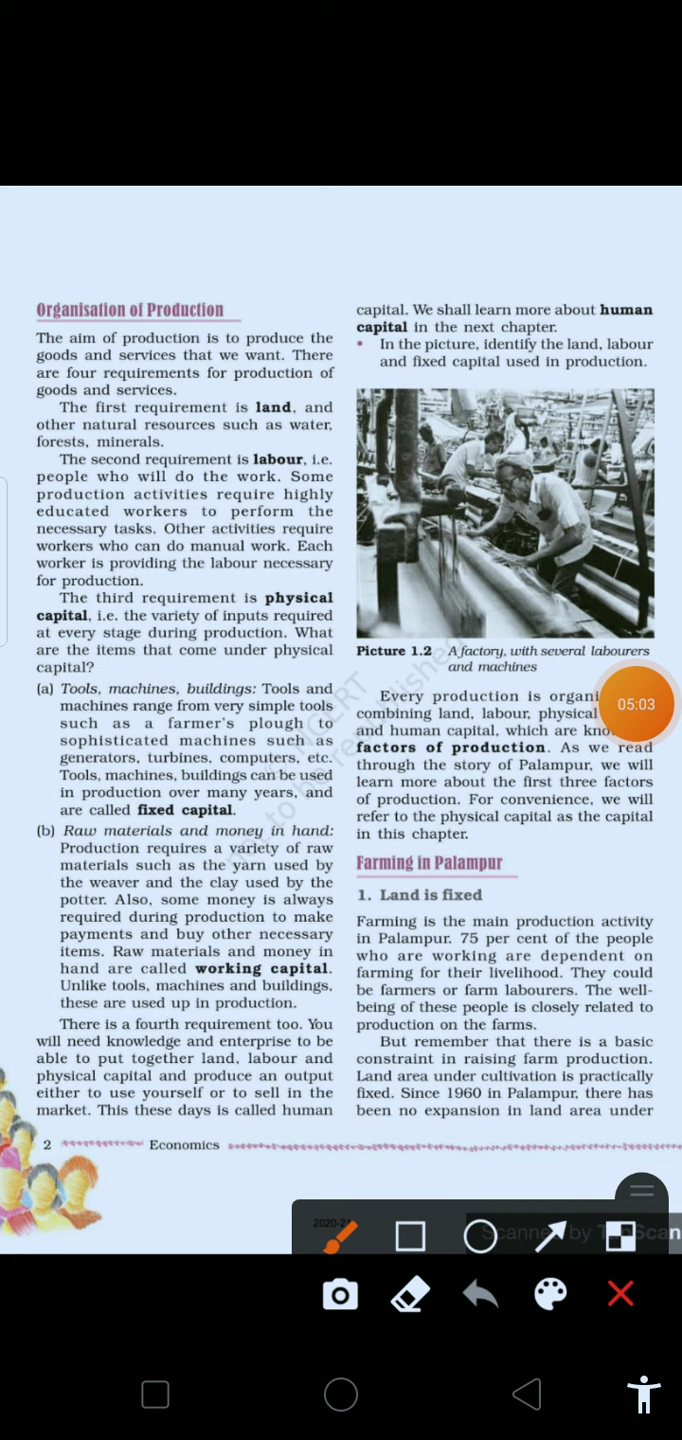 Organisation of Production
The aim of production is to produce the
goods and services that we want. There
are four requirements for production of
goods and services.
The first requirement is land, and
other natural resources such as water,
forests, minerals.
The second requirement is labour, i.e.
people who will do the work. Some
production activities require highly
educated workers to perform the
necessary tasks. Other activities require
workers who can do manual work. Each
worker is providing the labour necessary
for production.
The third requirement is physical
capital, i.e. the variety of inputs required
at every stage during production. What
are the items that come under physical
capital?
(a) Tools, machines, buildings: Tools and
machines range from very simple tools
such as a farmer's plough to
sophisticated machines such as
generators, turbines, computers, etc.
Tools, machines, buildings can be used
in production over many years, and
are called fixed capital.
(b) Raw materials and money in hand:
Production requires a variety of raw
materials such as the yarn used by
the weaver and the clay used by the
potter. Also, some money is always
required during production to make
payments and buy other necessary
items. Raw materials and money in
hand are called working capital.
Unlike tools, machines and buildings,
these are used up in production.
There is a fourth requirement too. You
will need knowledge and enterprise to be
able to put together land, labour and
physical capital and produce an output
either to use yourself or to sell in the
market. This these days is called human
capital. We shall learn more about human
capital in the next chapter.
• In the picture, identify the land, labour
and fixed capital used in production.
Picture 1.2 A factory, with several labourers
and machines
Every production is organi
combining land, labour, physical
and human capital, which are kno
factors of production. As we read
through the story of Palampur, we will
learn more about the first three factors
of production. For convenience, we will
refer to the physical capital as the capital
in this chapter.
05:03
Farming in Palampur
1. Land is fixed
Farming is the main production activity
in Palampur. 75 per cent of the people
who are working are dependent on
farming for their livelihood. They could
be farmers or farm labourers. The well-
being of these people is closely related to
production on the farms.
But remember that there is a basic
constraint in raising farm production.
Land area under cultivation is practically
fixed. Since 1960 in Palampur, there has
been no expansion in land area under
2 Economics
Scanned by